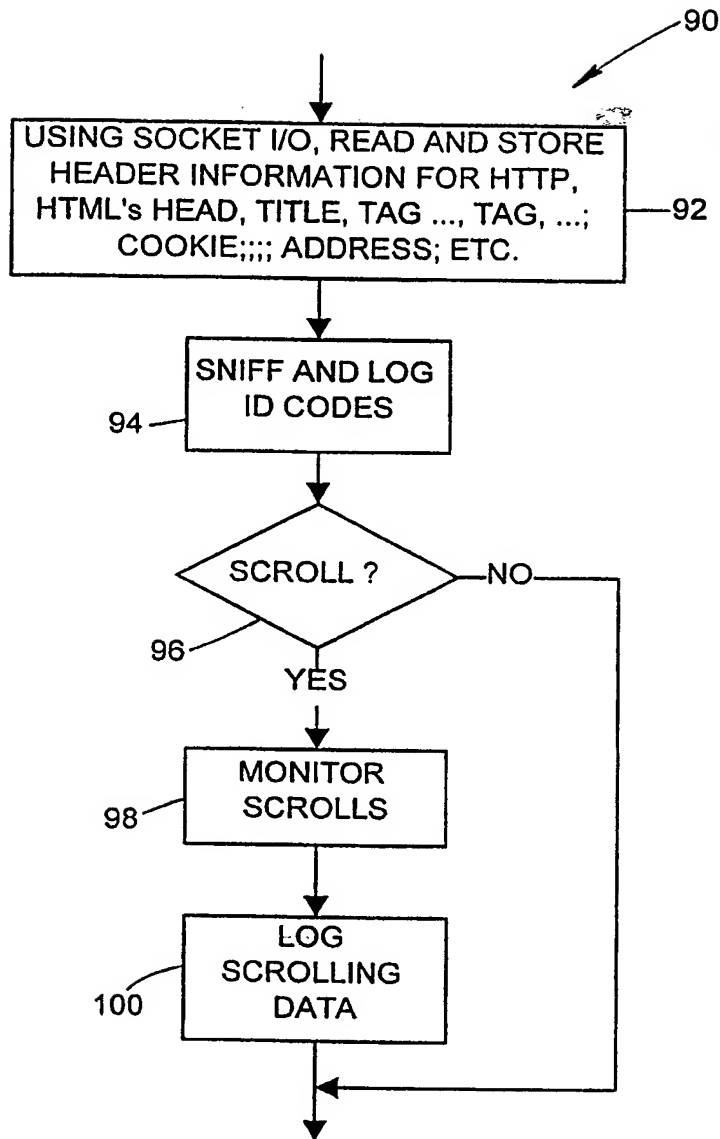 90
USING SOCKET I/O, READ AND STORE
HEADER INFORMATION FOR HTTP,
HTML's HEAD, TITLE, TAG ..., TAG, ...;
COOKIE;;;; ADDRESS; ETC.
92
SNIFF AND LOG
ID CODES
94
SCROLL ?
NO
96
YES
MONITOR
SCROLLS
98
LOG
SCROLLING
DATA
100